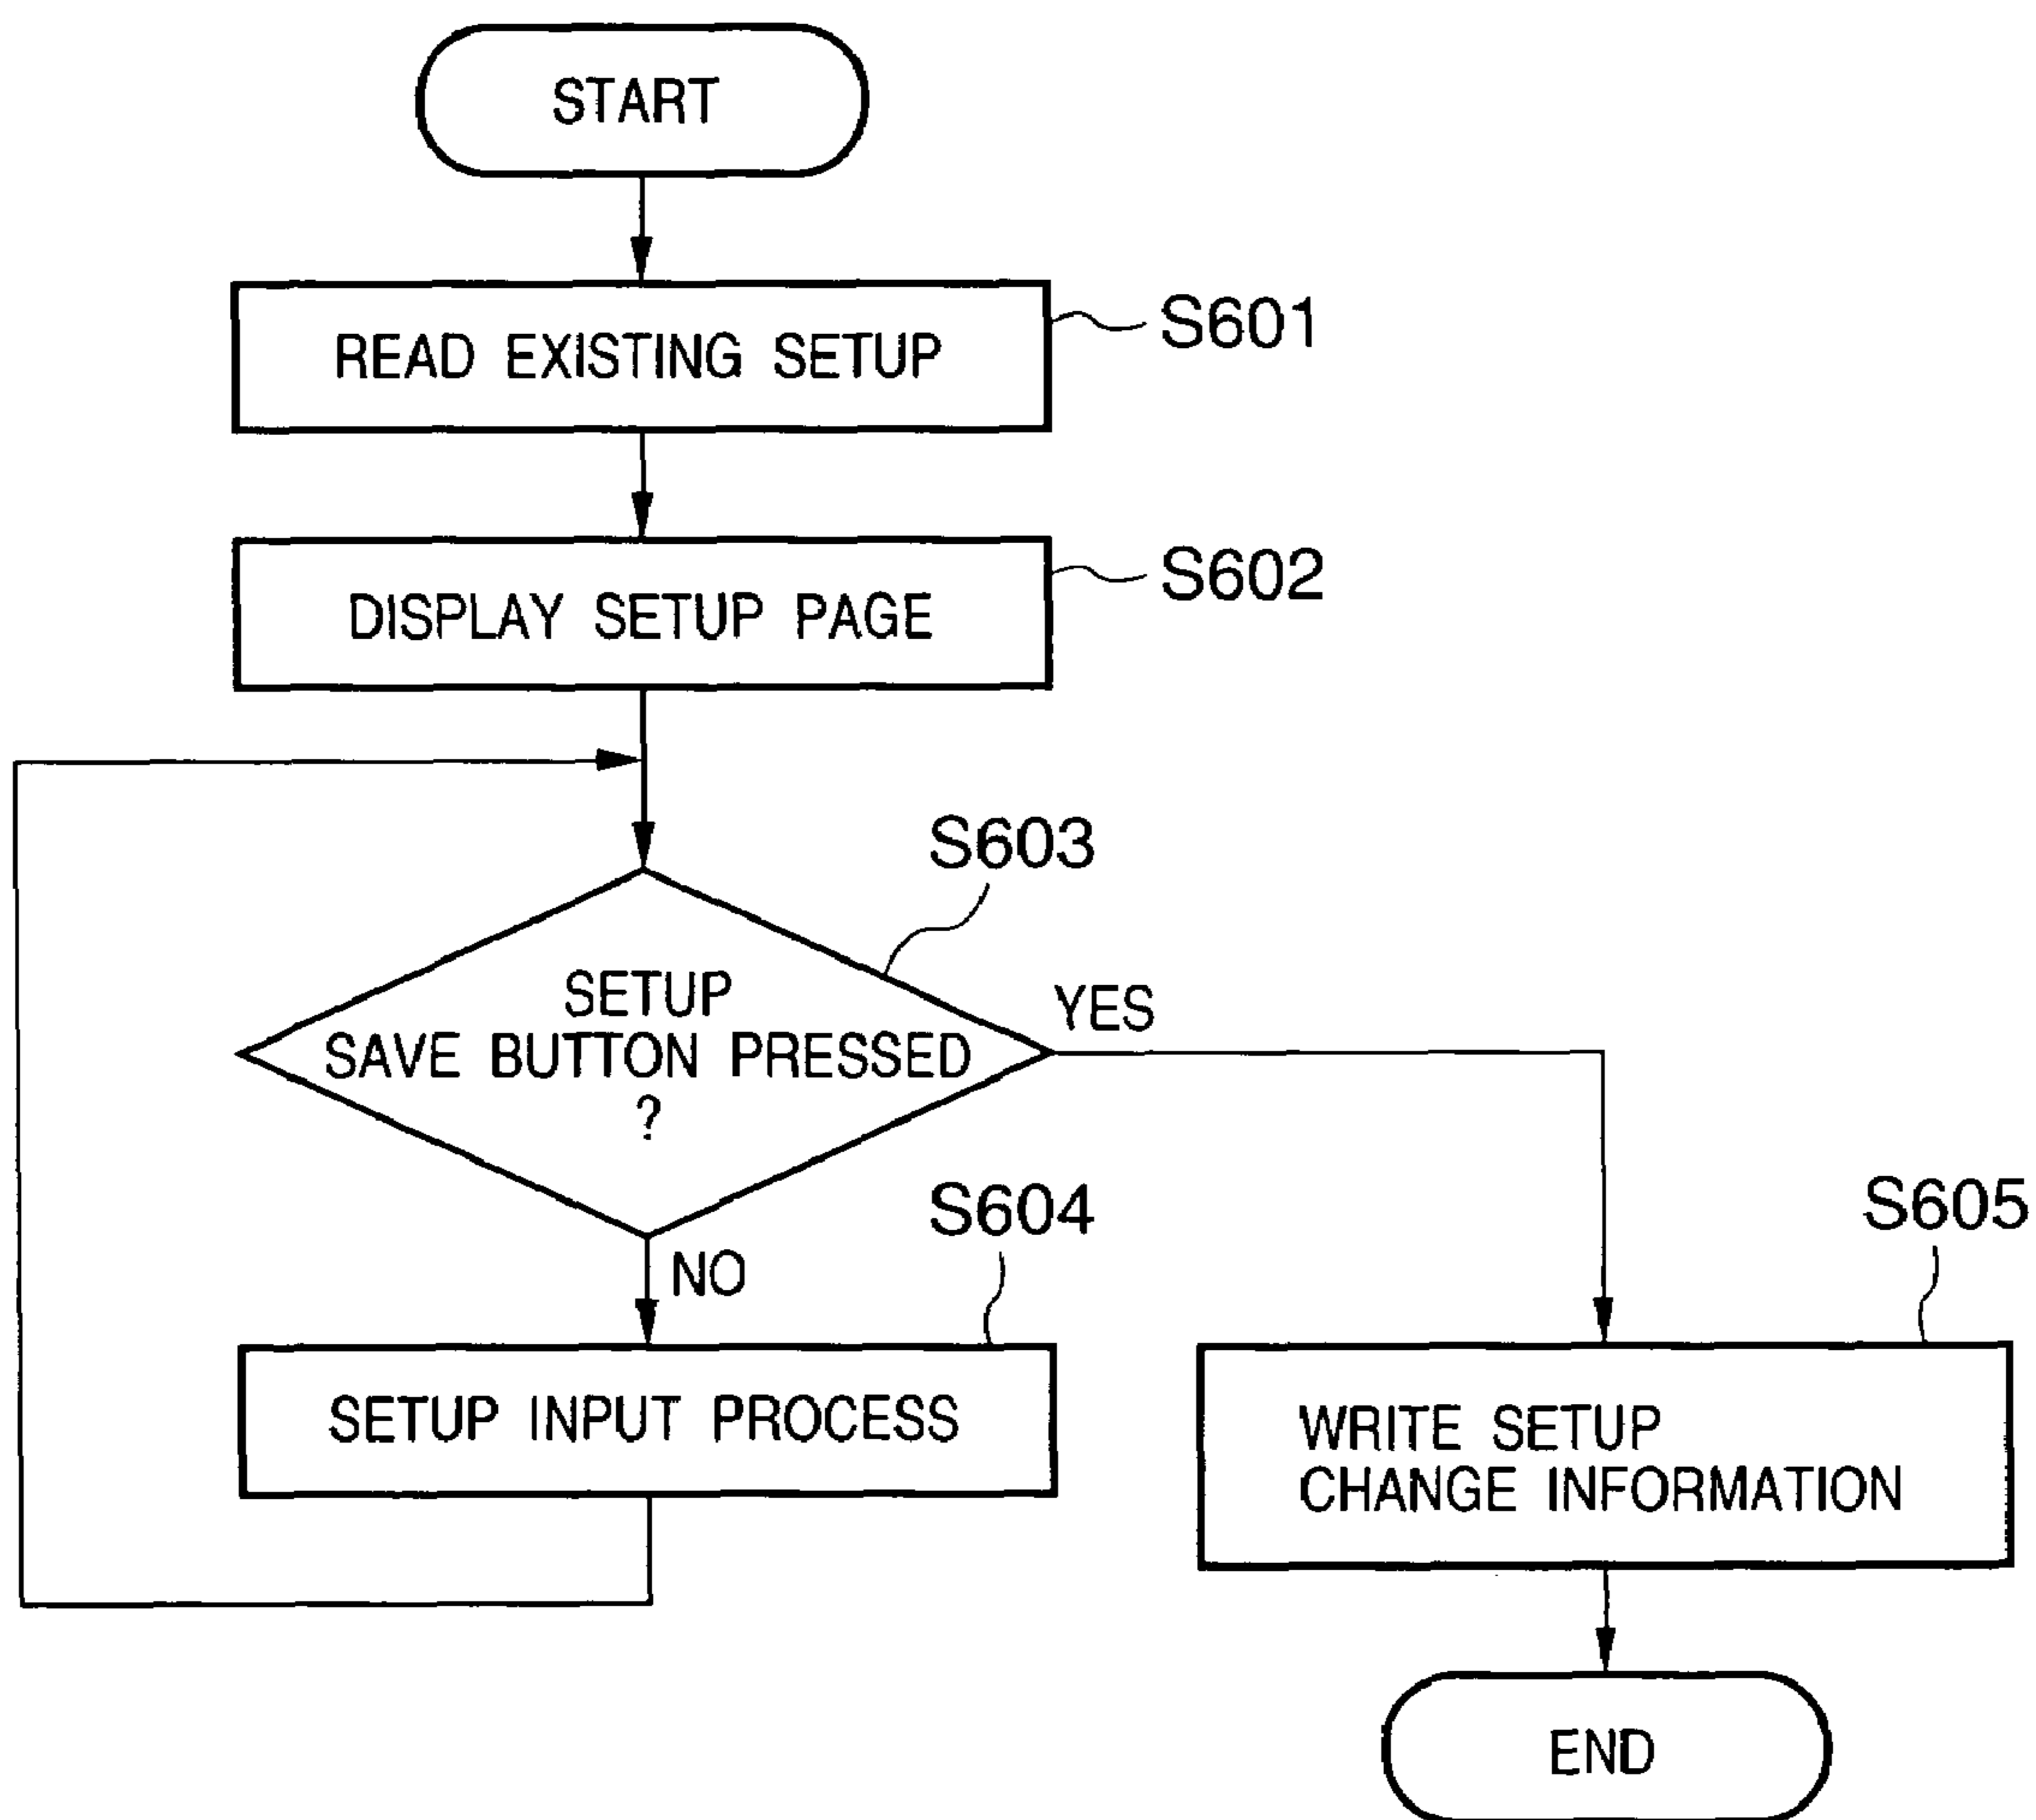 START
READ EXISTING SETUP
S601
DISPLAY SETUP PAGE
S602
S603
SETUP
SAVE BUTTON PRESSED
?
YES
NO
S604
SETUP INPUT PROCESS
S605
WRITE SETUP
CHANGE INFORMATION
END